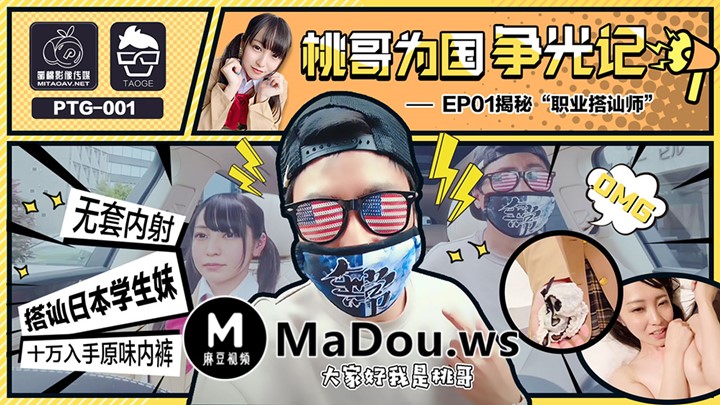 蜜桃影像传媒
MITAOAV.NET
TAOGE
PTG-001
桃哥为国争光记
—— EP01揭秘“职业搭讪师”
OMG
无套内射
搭讪日本学生妹
十万入手原味内裤
M
麻豆视频
MaDou.ws
大家好我是桃哥